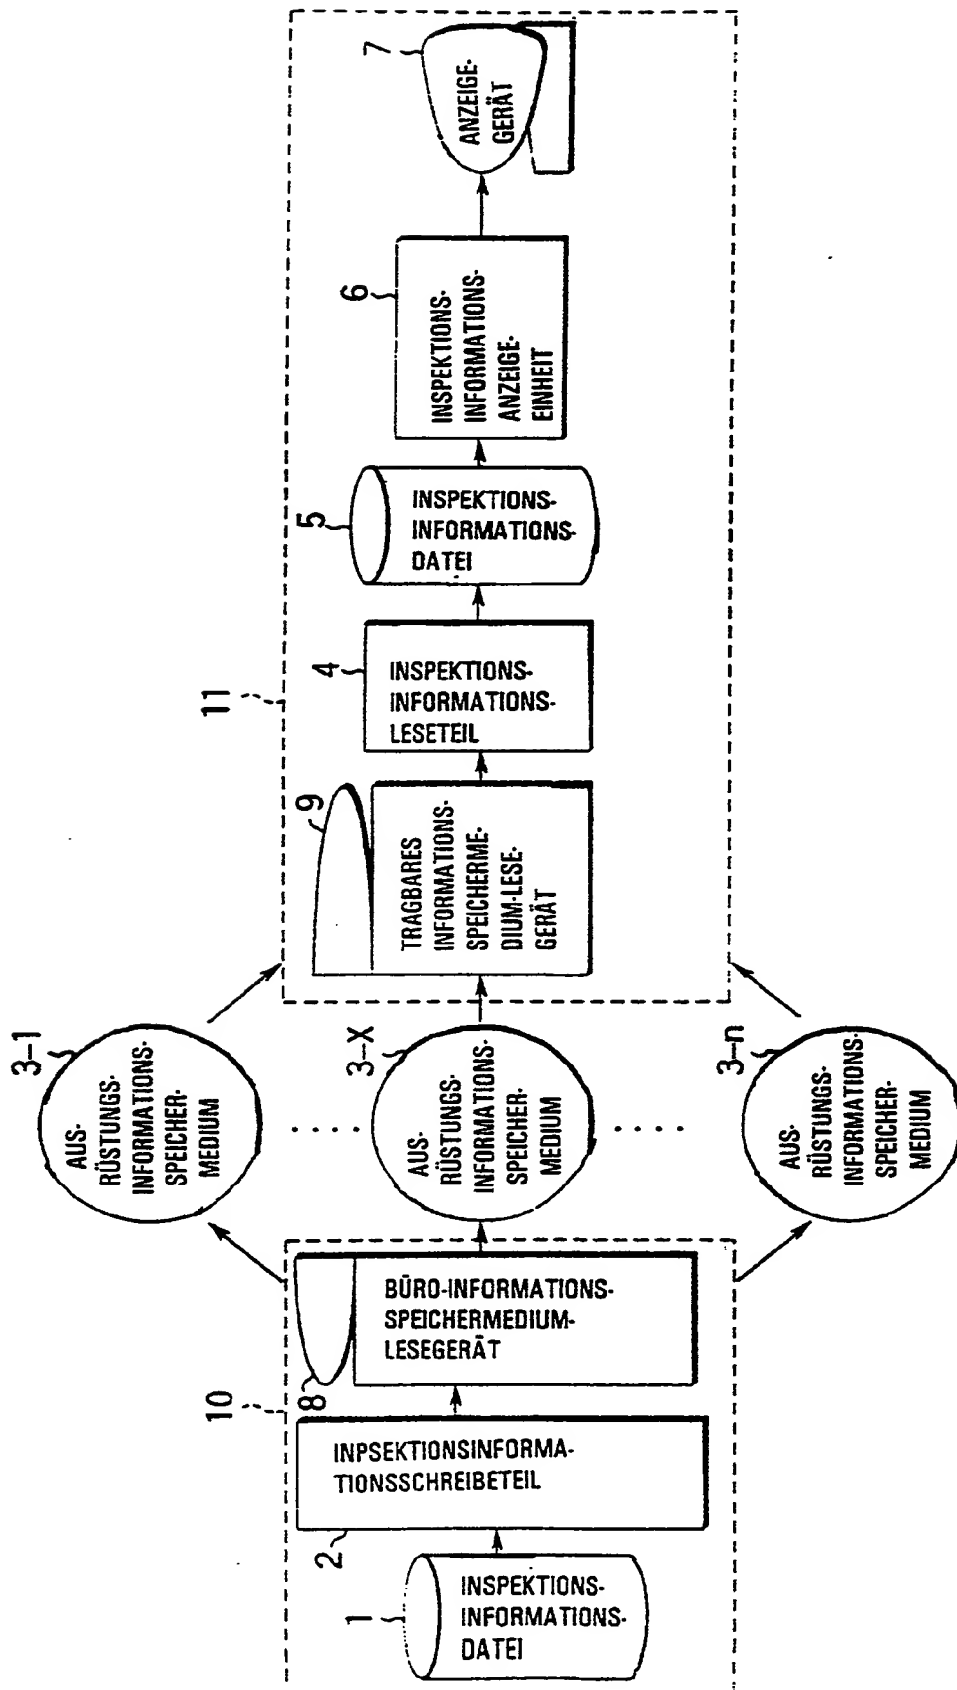 1
INSPEKTIONS-
INFORMATIONS-
DATEI
2
INPSEKTIONSINFORMA-
TIONSSCHREIBETEIL
10
8
BÜRO-INFORMATIONS-
SPEICHERMEDIUM-
LESEGERÄT
3-1
AUS-
RÜSTUNGS-
INFORMATIONS-
SPEICHER-
MEDIUM
3-X
AUS-
RÜSTUNGS-
INFORMATIONS-
SPEICHER-
MEDIUM
3-n
AUS-
RÜSTUNGS-
INFORMATIONS-
SPEICHER-
MEDIUM
11
9
TRAGBARES
INFORMATIONS-
SPEICHERME-
DIUM-LESE-
GERÄT
4
INSPEKTIONS-
INFORMATIONS-
LESETEIL
5
INSPEKTIONS-
INFORMATIONS-
DATEI
6
INSPEKTIONS-
INFORMATIONS-
ANZEIGE-
EINHEIT
7
ANZEIGE-
GERÄT